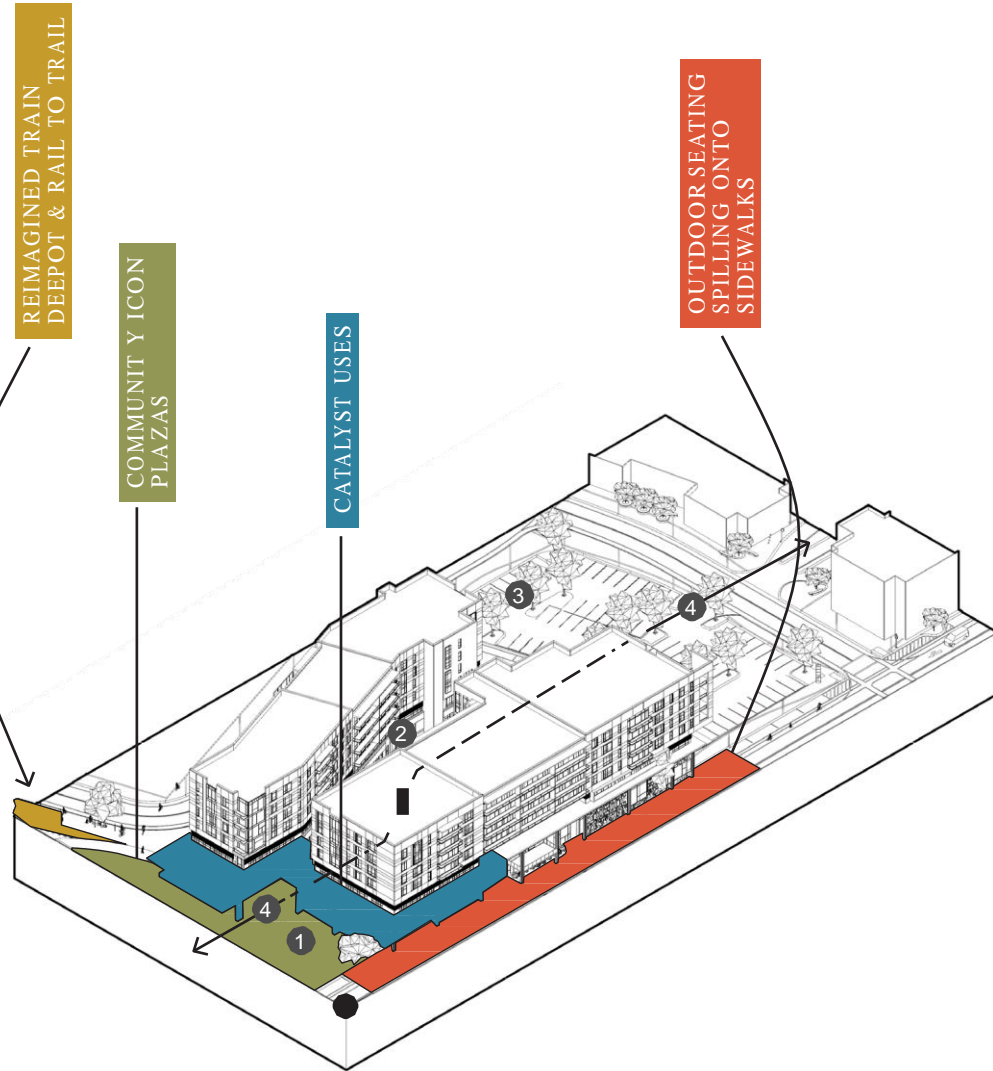 REIMAGINED TRAIN
DEEPOT & RAIL TO TRAIL
COMMUNIT Y ICON
PLAZAS
CATALYST USES
OUTDOOR SEATING
SPILLING ONTO
SIDEWALKS
3
4
2
4
1